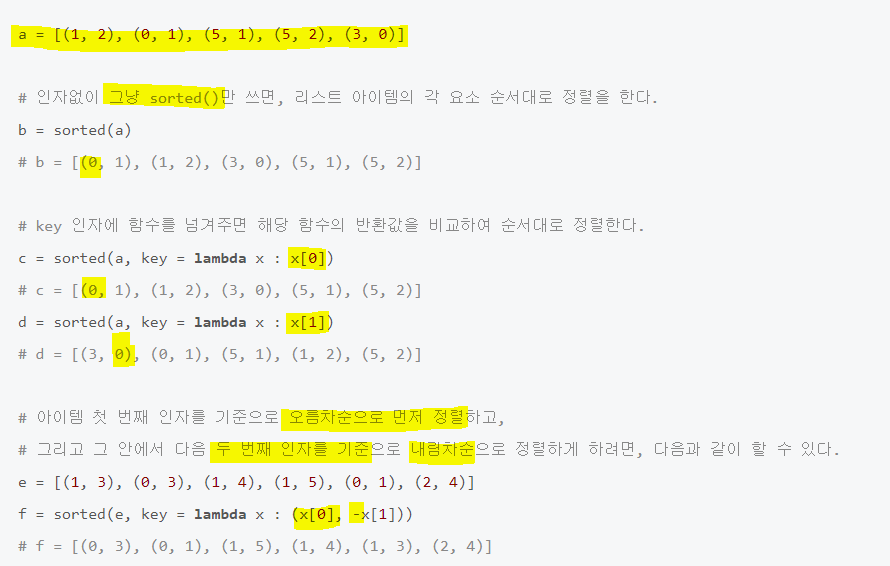 a = [(1, 2), (0, 1), (5, 1), (5, 2), (3, 0)]
# 인자없이 그냥 sorted()만 쓰면, 리스트 아이템의 각 요소 순서대로 정렬을 한다.
b = sorted(a)
# b = [(0, 1), (1, 2), (3, 0), (5, 1), (5, 2)]
# key 인자에 함수를 넘겨주면 해당 함수의 반환값을 비교하여 순서대로 정렬한다.
c = sorted(a, key = lambda x : x[0])
# c = [(0, 1), (1, 2), (3, 0), (5, 1), (5, 2)]
d = sorted(a, key = lambda x : x[1])
# d = [(3, 0), (0, 1), (5, 1), (1, 2), (5, 2)]
# 아이템 첫 번째 인자를 기준으로 오름차순으로 먼저 정렬하고,
# 그리고 그 안에서 다음 두 번째 인자를 기준으로 내림차순으로 정렬하게 하려면, 다음과 같이 할 수 있다.
e = [(1, 3), (0, 3), (1, 4), (1, 5), (0, 1), (2, 4)]
f = sorted(e, key = lambda x : (x[0], -x[1]))
# f = [(0, 3), (0, 1), (1, 5), (1, 4), (1, 3), (2, 4)]